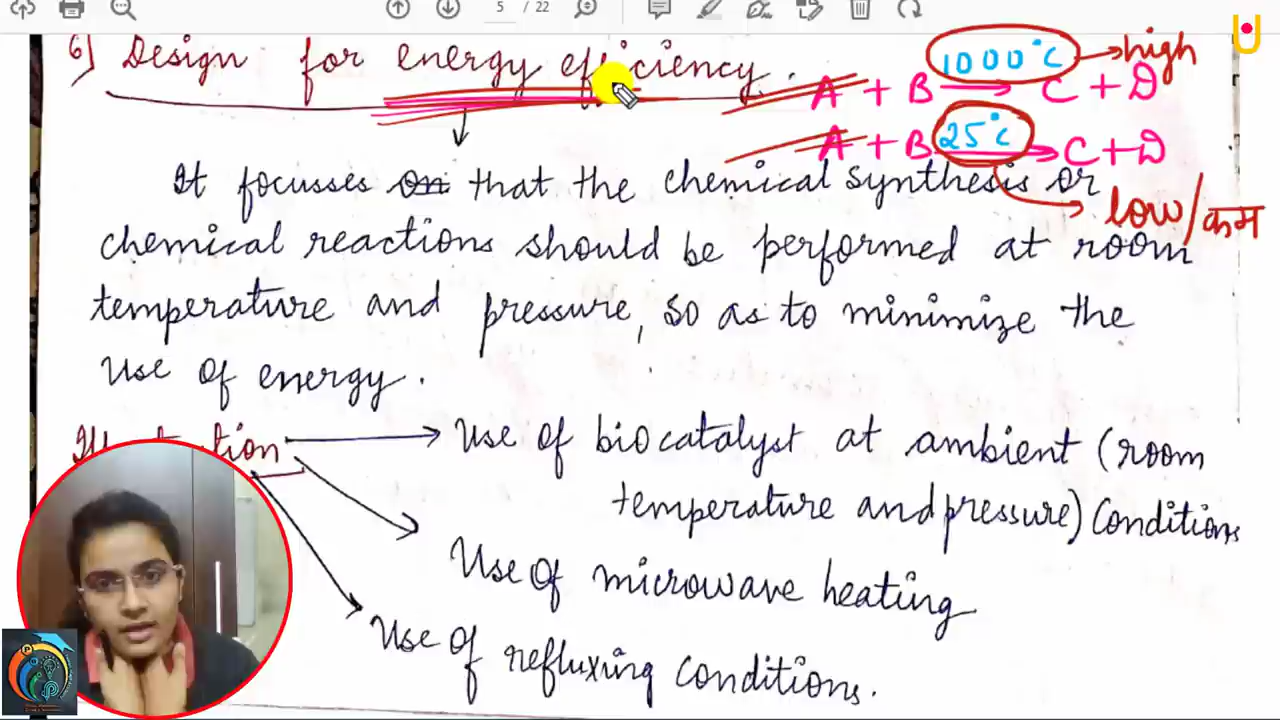 5 / 22
6) Design for energy efficiency.
A + B 1000°C → C + D
high
A + B 25°C → C + D
low/कम
It focusses on that the chemical synthesis or
chemical reactions should be performed at room
temperature and pressure, so as to minimize the
use of energy.
Use of biocatalyst at ambient (room
temperature and pressure) Conditions
Use of microwave heating
Use of refluxing conditions.